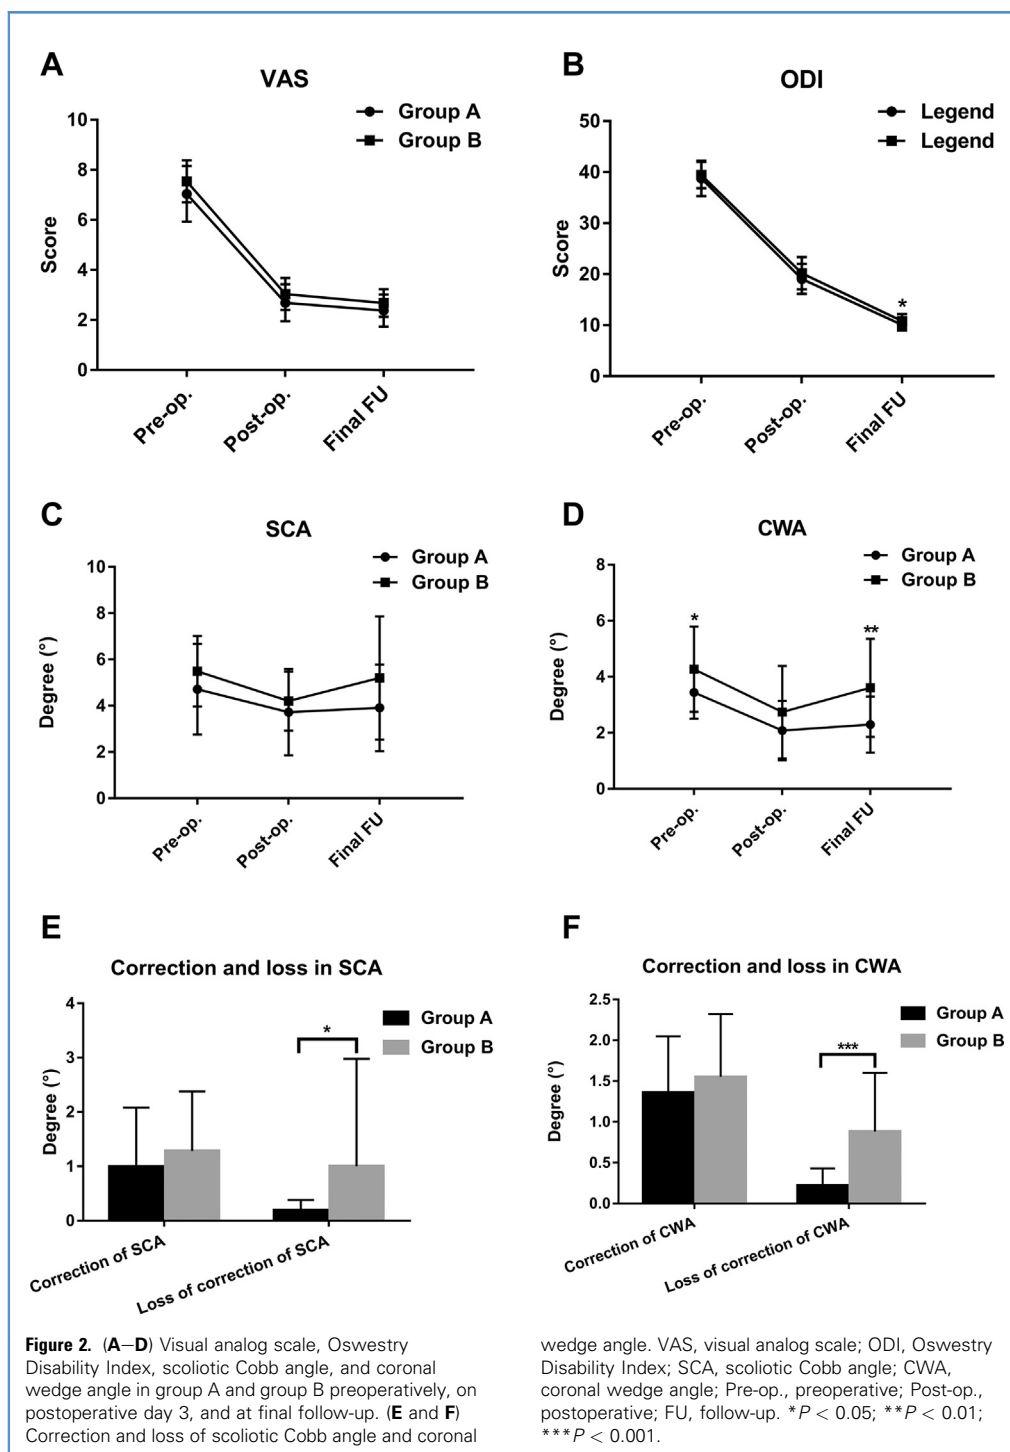 A
VAS
Group A
Group B
10
8
6
4
2
0
Score
Pre-op.
Post-op.
Final FU
B
ODI
Legend
Legend
50
40
30
20
10
0
Score
*
Pre-op.
Post-op.
Final FU
C
SCA
Group A
Group B
10
8
6
4
2
0
Degree (°)
Pre-op.
Post-op.
Final FU
D
CWA
Group A
Group B
8
6
4
2
0
Degree (°)
*
**
Pre-op.
Post-op.
Final FU
E
Correction and loss in SCA
Group A
Group B
4
3
2
1
0
Degree (°)
*
Correction of SCA
Loss of correction of SCA
F
Correction and loss in CWA
Group A
Group B
2.5
2.0
1.5
1.0
0.5
0.0
Degree (°)
***
Correction of CWA
Loss of correction of CWA
Figure 2. (A–D) Visual analog scale, Oswestry
Disability Index, scoliotic Cobb angle, and coronal
wedge angle in group A and group B preoperatively, on
postoperative day 3, and at final follow-up. (E and F)
Correction and loss of scoliotic Cobb angle and coronal
wedge angle. VAS, visual analog scale; ODI, Oswestry
Disability Index; SCA, scoliotic Cobb angle; CWA,
coronal wedge angle; Pre-op., preoperative; Post-op.,
postoperative; FU, follow-up. *P < 0.05; **P < 0.01;
***P < 0.001.